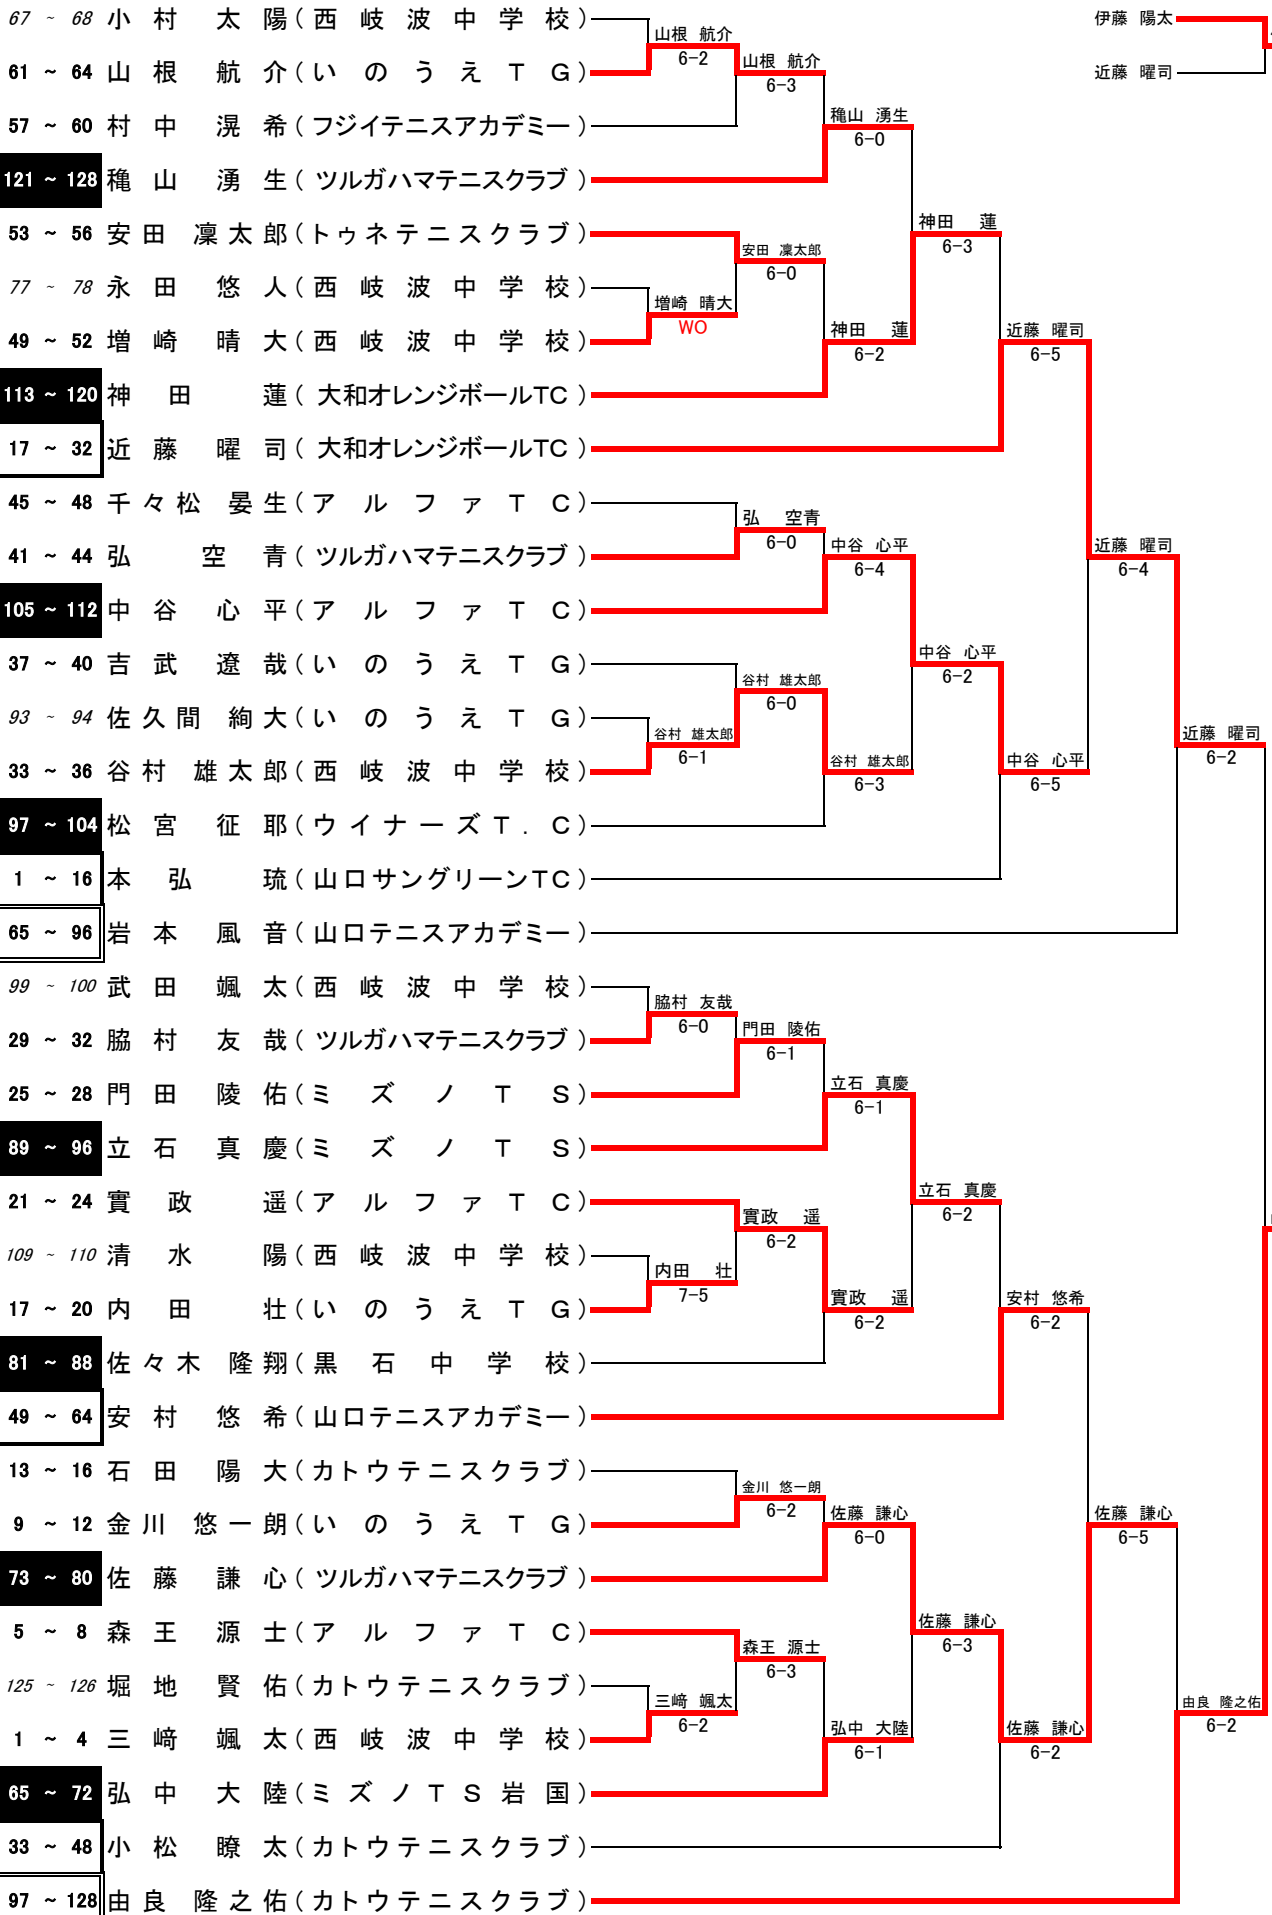 67 ~ 68 小村 太陽 (西岐波中学校)
61 ~ 64 山根 航介 (いのうえTG)
57 ~ 60 村中 滉希 (フジイテニスアカデミー)
121 ~ 128 穐山 湧生 (ツルガハマテニスクラブ)
53 ~ 56 安田 凜太郎 (トゥネテニスクラブ)
77 ~ 78 永田 悠人 (西岐波中学校)
49 ~ 52 増崎 晴大 (西岐波中学校)
113 ~ 120 神田 蓮 (大和オレンジボールTC)
17 ~ 32 近藤 曜司 (大和オレンジボールTC)
45 ~ 48 千々松 晏生 (アルファTC)
41 ~ 44 弘 空青 (ツルガハマテニスクラブ)
105 ~ 112 中谷 心平 (アルファTC)
37 ~ 40 吉武 遼哉 (いのうえTG)
93 ~ 94 佐久間 絢大 (いのうえTG)
33 ~ 36 谷村 雄太郎 (西岐波中学校)
97 ~ 104 松宮 征耶 (ウイナーズT.C)
1 ~ 16 本弘 琉 (山口サングリーンTC)
65 ~ 96 岩本 風音 (山口テニスアカデミー)
99 ~ 100 武田 颯太 (西岐波中学校)
29 ~ 32 脇村 友哉 (ツルガハマテニスクラブ)
25 ~ 28 門田 陵佑 (ミズノTS)
89 ~ 96 立石 真慶 (ミズノTS)
21 ~ 24 實政 遥 (アルファTC)
109 ~ 110 清水 陽 (西岐波中学校)
17 ~ 20 内田 壮 (いのうえTG)
81 ~ 88 佐々木 隆翔 (黒石中学校)
49 ~ 64 安村 悠希 (山口テニスアカデミー)
13 ~ 16 石田 陽大 (カトウテニスクラブ)
9 ~ 12 金川 悠一朗 (いのうえTG)
73 ~ 80 佐藤 謙心 (ツルガハマテニスクラブ)
5 ~ 8 森王 源士 (アルファTC)
125 ~ 126 堀地 賢佑 (カトウテニスクラブ)
1 ~ 4 三﨑 颯太 (西岐波中学校)
65 ~ 72 弘中 大陸 (ミズノTS岩国)
33 ~ 48 小松 瞭太 (カトウテニスクラブ)
97 ~ 128 由良 隆之佑 (カトウテニスクラブ)
山根 航介
6-2
増崎 晴大
WO
谷村 雄太郎
6-1
脇村 友哉
6-0
内田 壮
7-5
三﨑 颯太
6-2
山根 航介
6-3
安田 凜太郎
6-0
弘 空青
6-0
谷村 雄太郎
6-0
門田 陵佑
6-1
實政 遥
6-2
金川 悠一朗
6-2
森王 源士
6-3
穐山 湧生
6-0
神田 蓮
6-2
中谷 心平
6-4
谷村 雄太郎
6-3
立石 真慶
6-1
實政 遥
6-2
佐藤 謙心
6-0
弘中 大陸
6-1
神田 蓮
6-3
中谷 心平
6-2
立石 真慶
6-2
佐藤 謙心
6-3
近藤 曜司
6-5
中谷 心平
6-5
安村 悠希
6-2
佐藤 謙心
6-2
伊藤 陽太
近藤 曜司
近藤 曜司
6-4
佐藤 謙心
6-5
近藤 曜司
6-2
由良 隆之佑
6-2